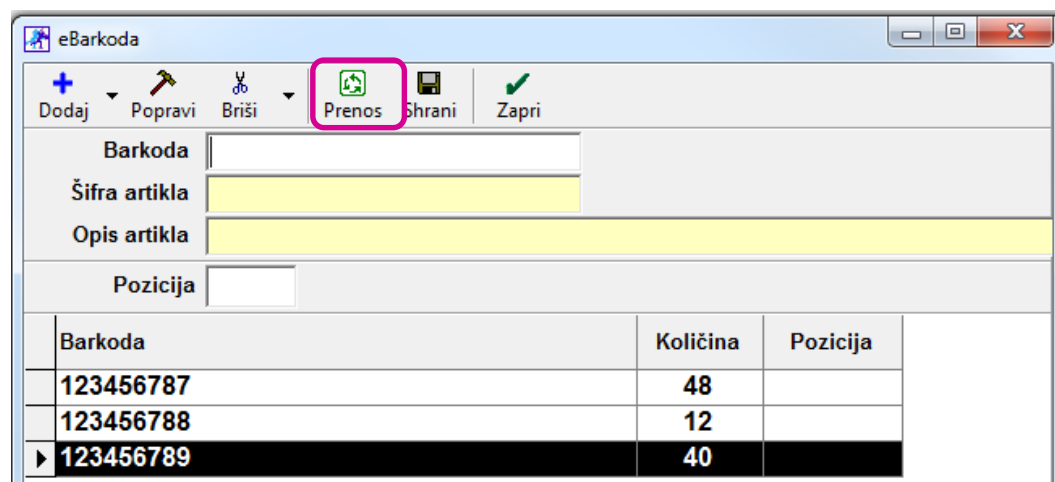 eBarkoda
Dodaj Popravi Briši Prenos Shrani Zapri
Barkoda
Šifra artikla
Opis artikla
Pozicija
Barkoda Količina Pozicija
123456787 48
123456788 12
123456789 40